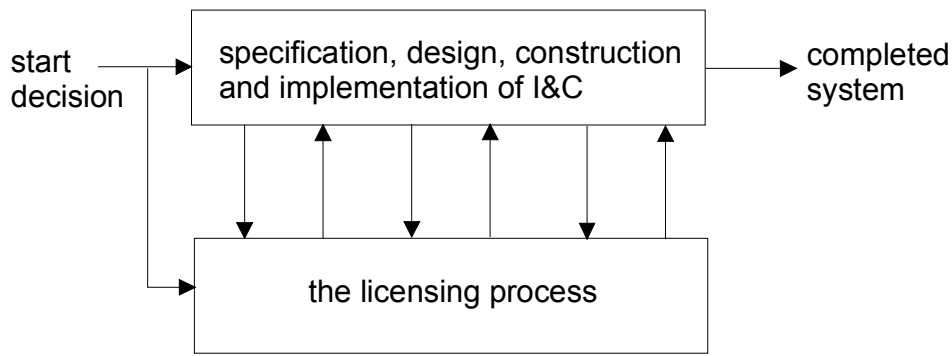 start
decision
specification, design, construction
and implementation of I&C
completed
system
the licensing process